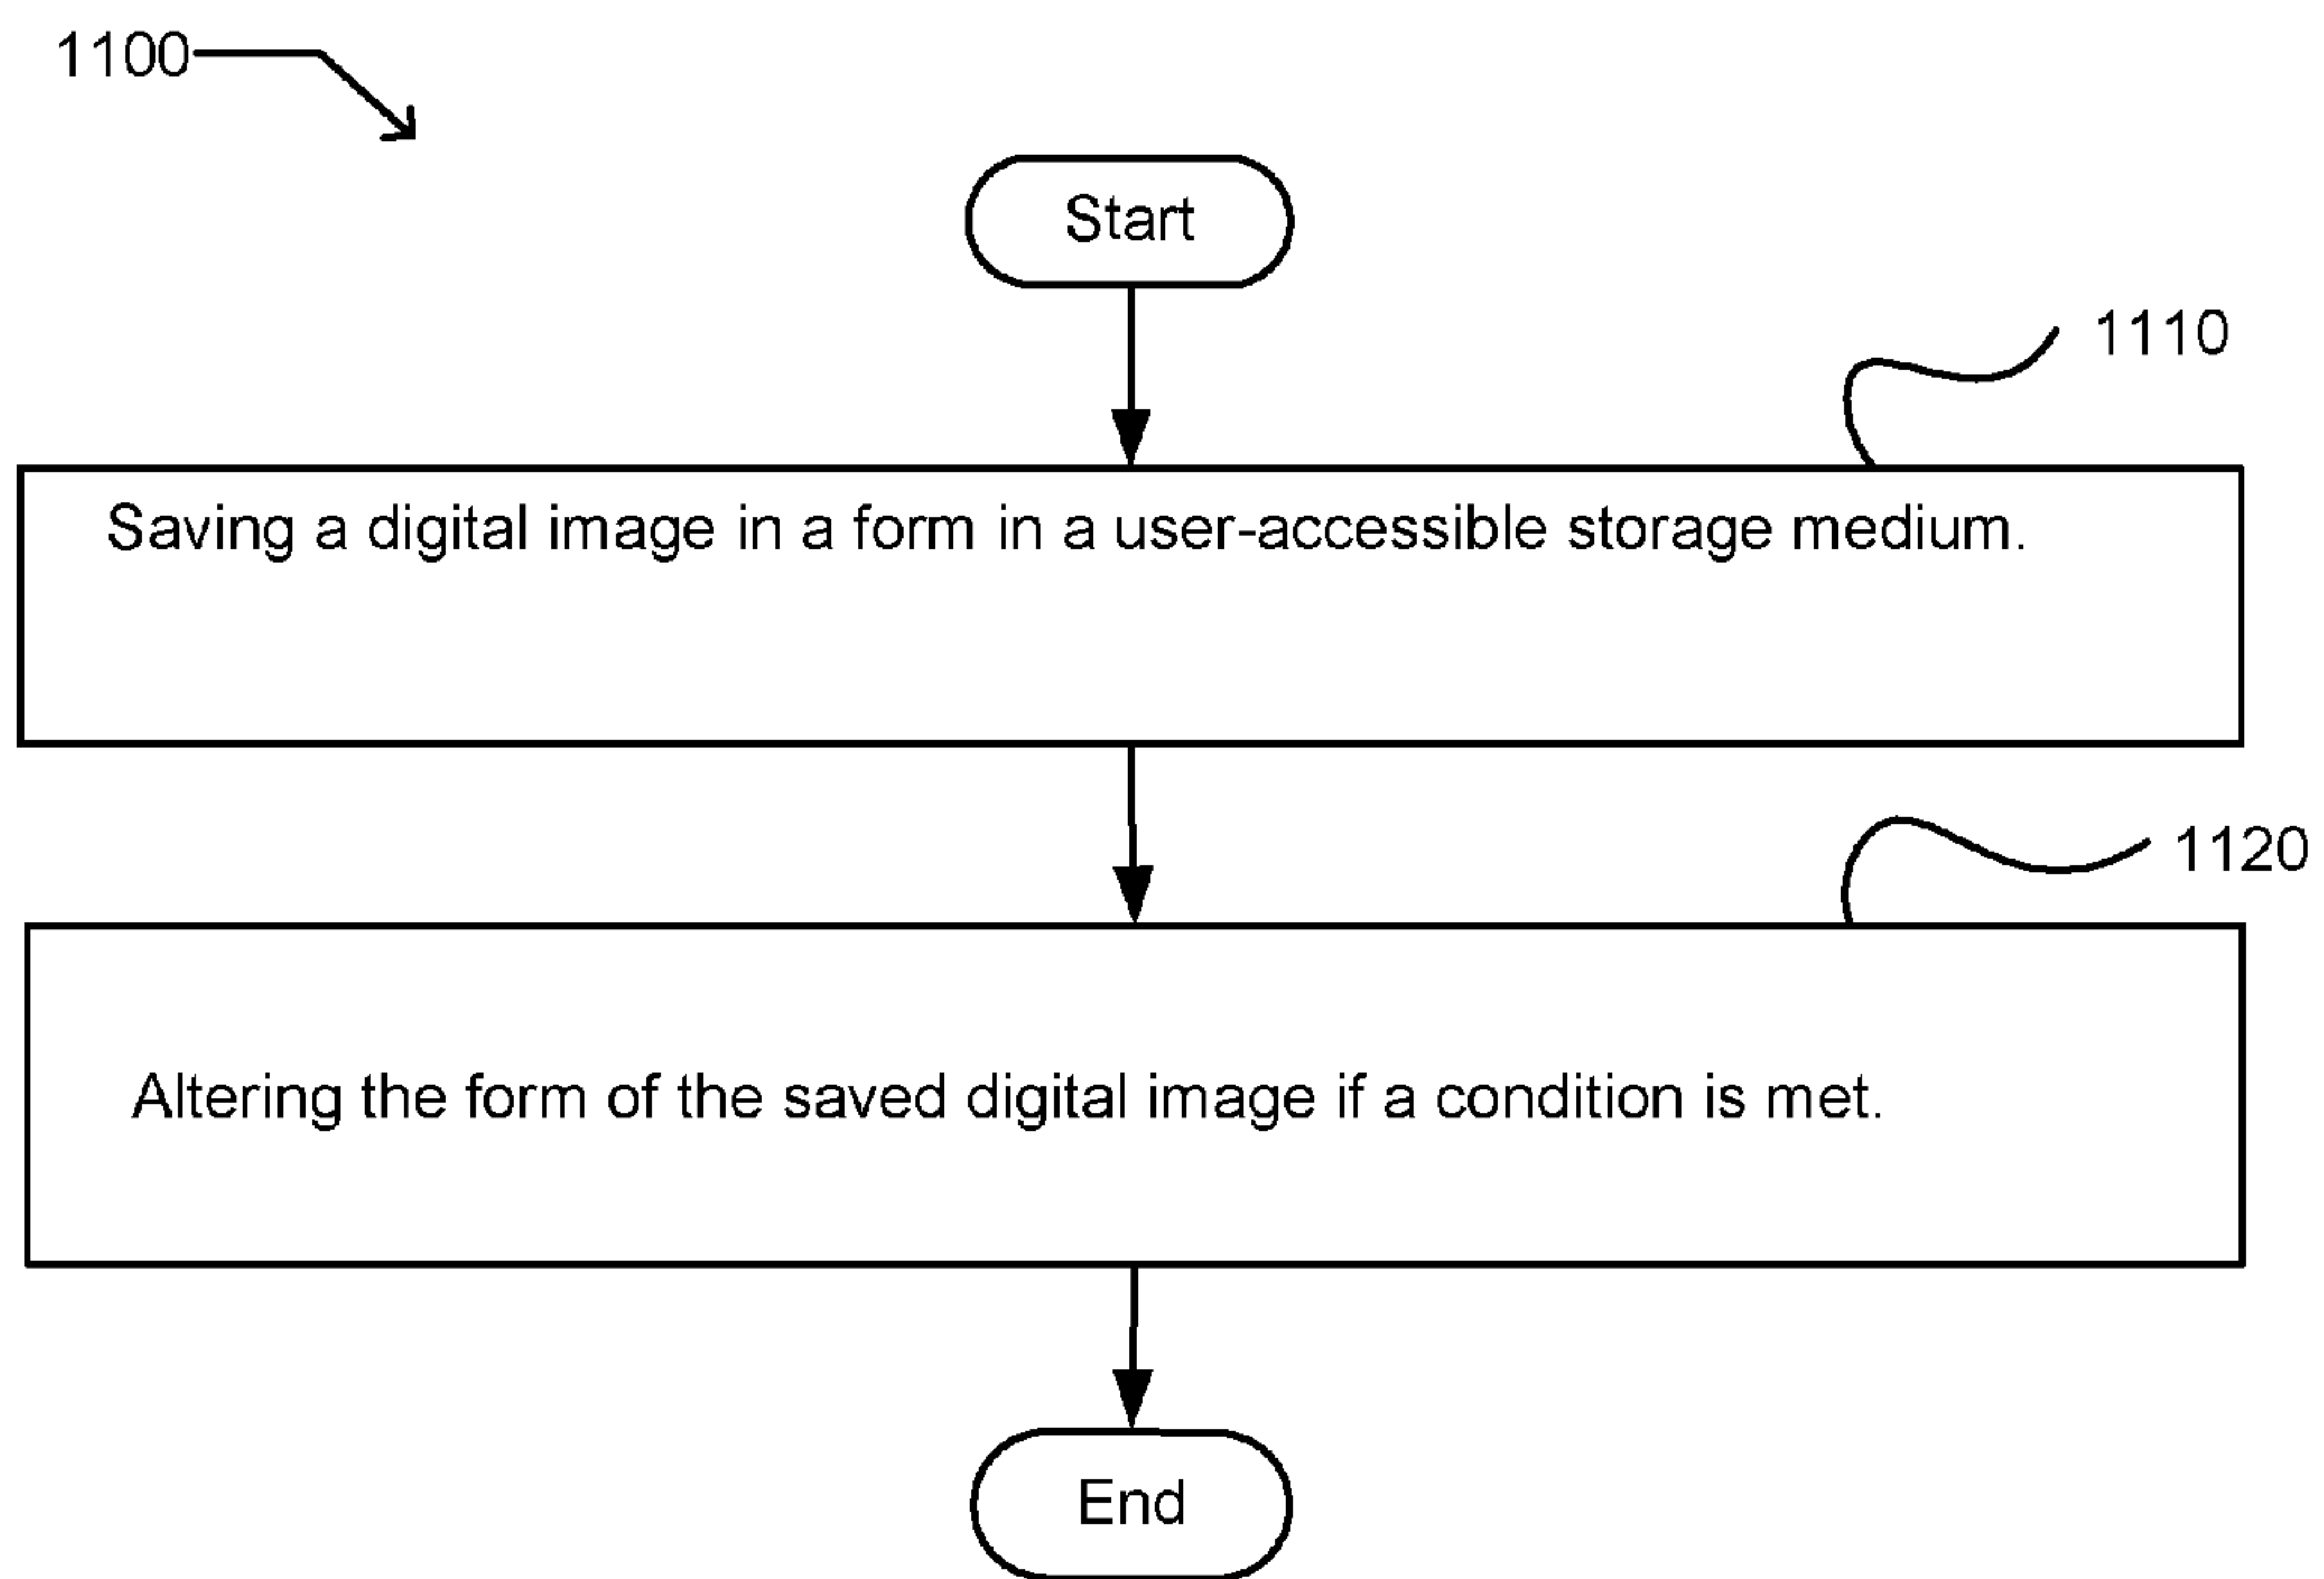 1100
Start
1110
Saving a digital image in a form in a user-accessible storage medium.
1120
Altering the form of the saved digital image if a condition is met.
End